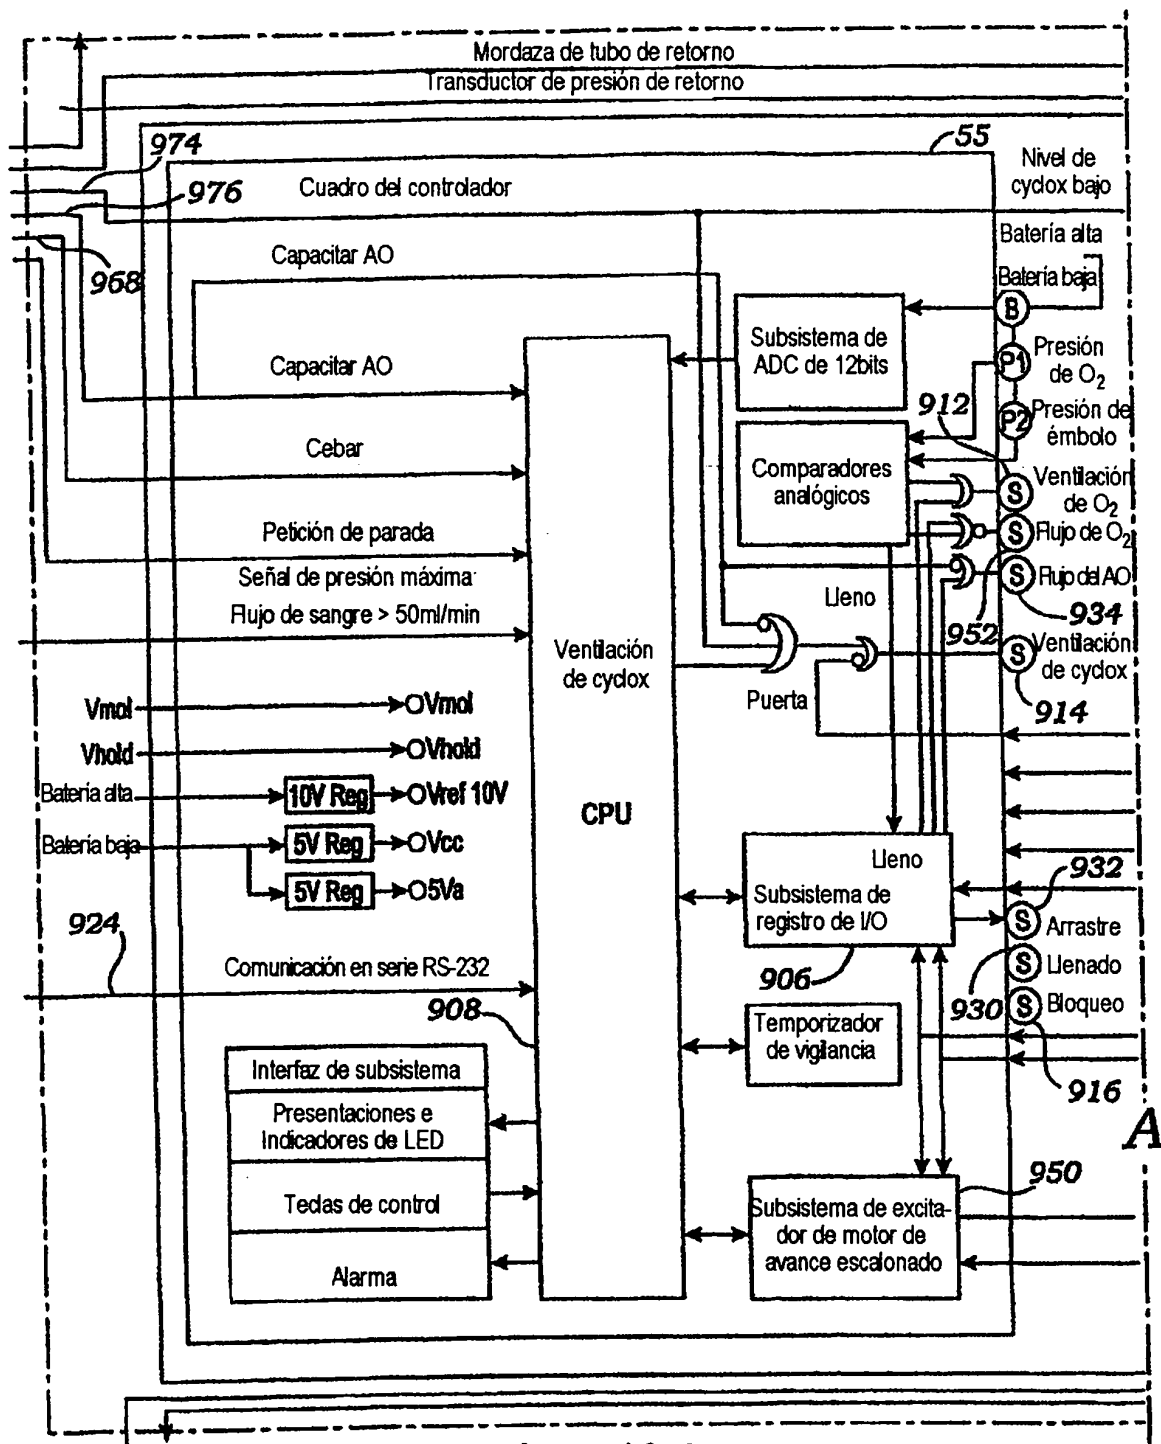 Mordaza de tubo de retorno
Transductor de presión de retorno
974
55
Nivel de
cyclox bajo
976
Cuadro del controlador
968
Capacitar AO
Batería alta
Batería baja
B
Subsistema de
ADC de 12bits
P1
Presión
de O2
Capacitar AO
912
P2
Presión de
émbolo
Cebar
Comparadores
analógicos
S
Ventilación
de O2
Petición de parada
S
Flujo de O2
Señal de presión máxima
Flujo de sangre > 50ml/min
S
Flujo del AO
Lleno
952
934
Ventilación
de cyclox
S
Ventilación
de cyclox
Puerta
914
Vmol
Vmol
Vhold
Vhold
Batería alta
10V Reg
Vref 10V
CPU
Batería baja
5V Reg
Vcc
5V Reg
5Va
Lleno
Subsistema de
registro de I/O
932
S
Arrastre
924
Comunicación en serie RS-232
906
930
S
Llenado
908
S
Bloqueo
Temporizador
de vigilancia
916
Interfaz de subsistema
Presentaciones e
Indicadores de LED
A
Teclas de control
950
Subsistema de excita-
dor de motor de
avance escalonado
Alarma